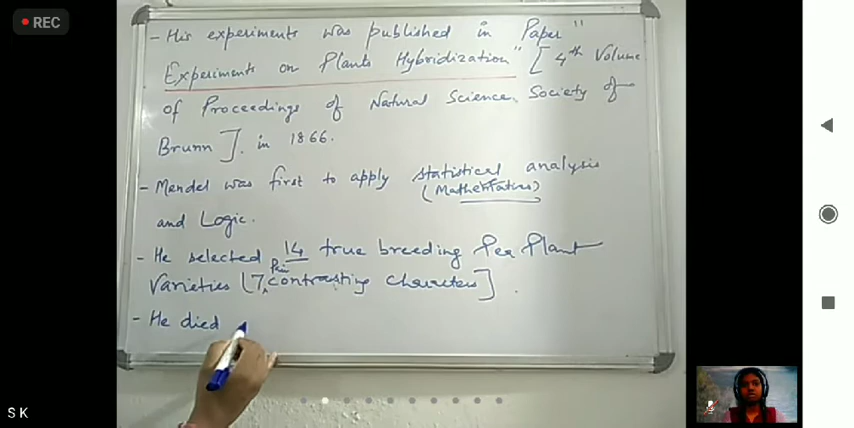 REC
- His experiments was published in Paper "
Experiments on Plants Hybridization" [4th Volume
of Proceedings of Natural Science Society of
Brunn]. in 1866.
- Mendel was first to apply statistical analysis
(Mathematics)
and Logic.
- He selected 14 true breeding Pea Plant
Pair
Varieties [7 contrasting characters].
- He died
S K